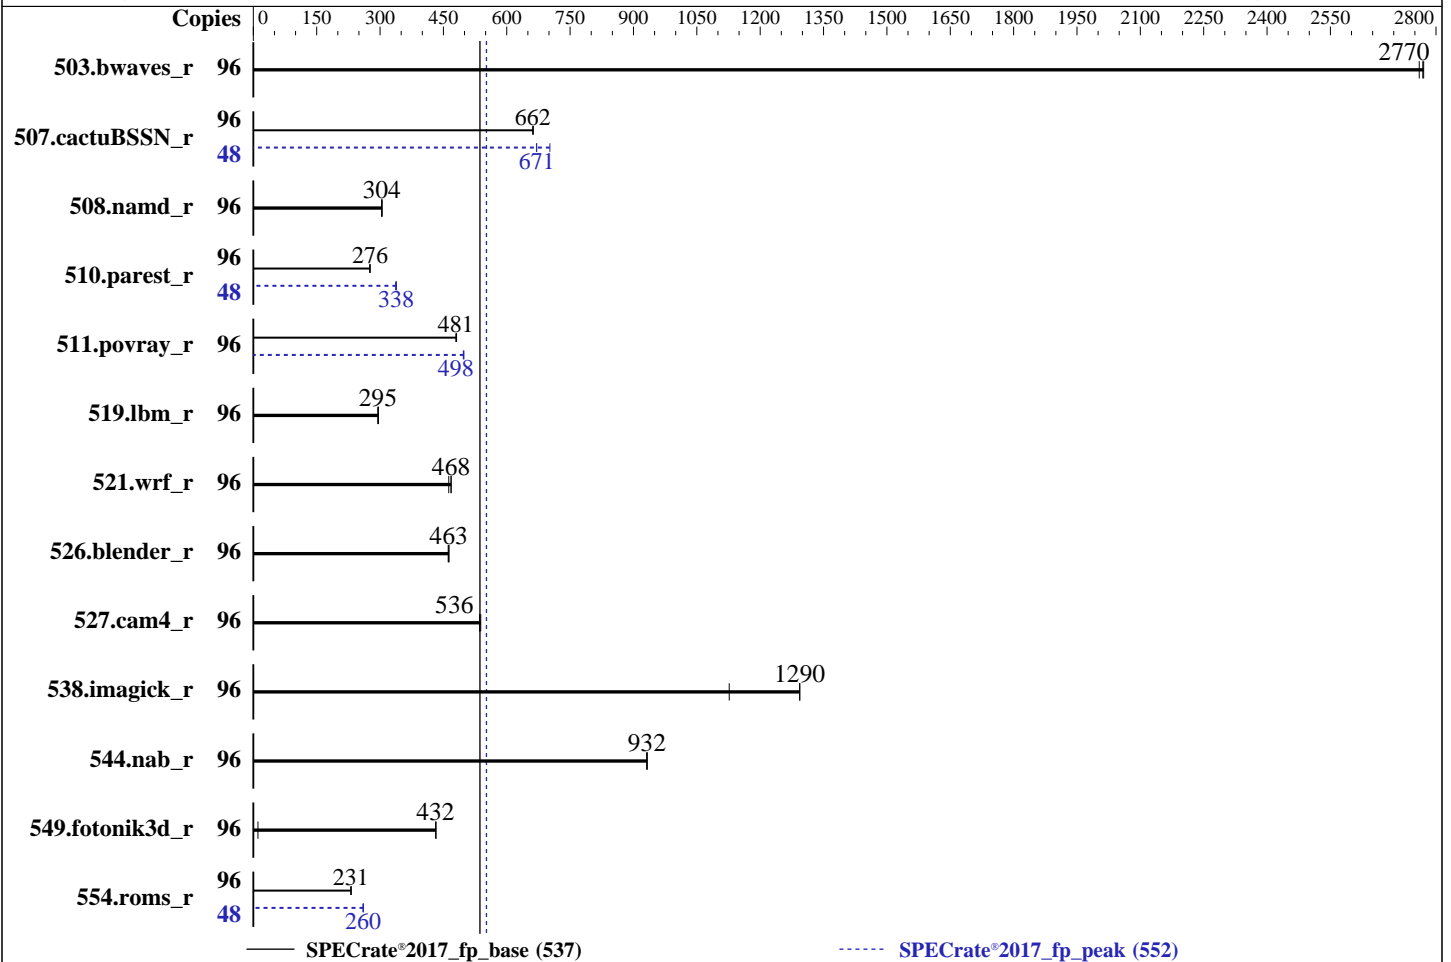 Copies 0 150 300 450 600 750 900 1050 1200 1350 1500 1650 1800 1950 2100 2250 2400 2550 2800
503.bwaves_r 96 2770
507.cactuBSSN_r 96 662
48 671
508.namd_r 96 304
510.parest_r 96 276
48 338
511.povray_r 96 481
498
519.lbm_r 96 295
521.wrf_r 96 468
526.blender_r 96 463
527.cam4_r 96 536
538.imagick_r 96 1290
544.nab_r 96 932
549.fotonik3d_r 96 432
554.roms_r 96 231
48 260
SPECrate®2017_fp_base (537) SPECrate®2017_fp_peak (552)